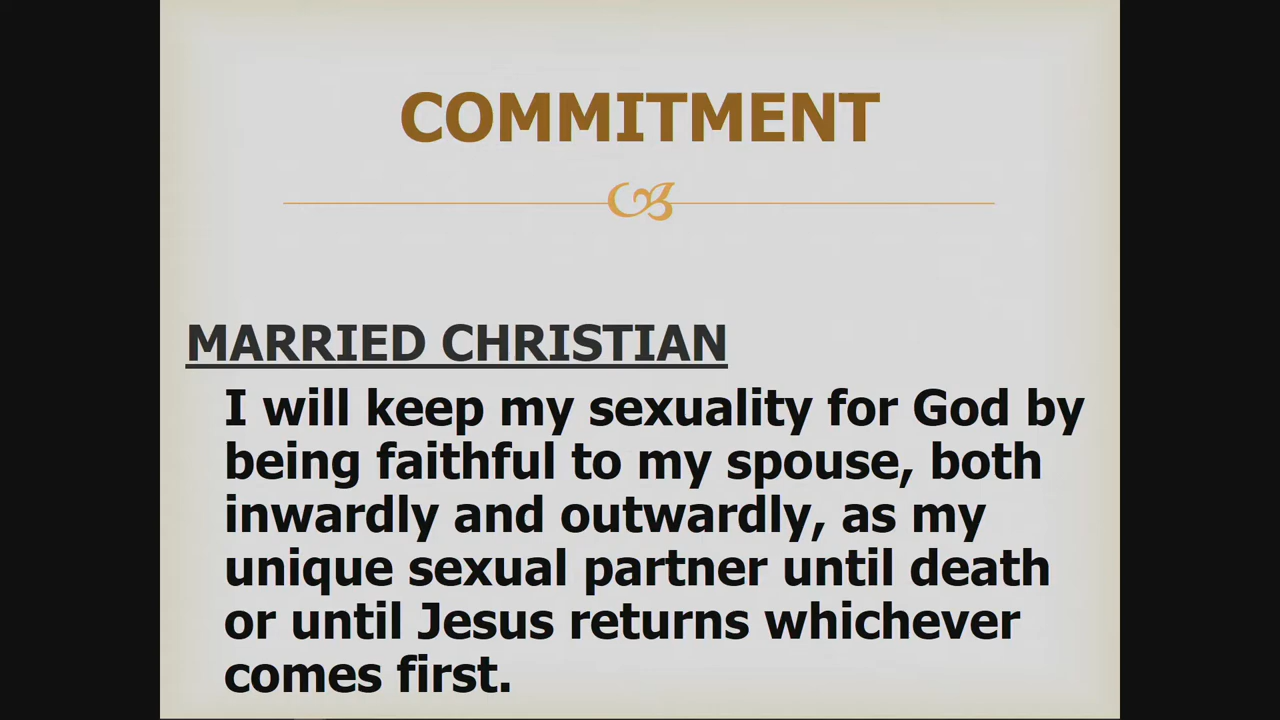 COMMITMENT
MARRIED CHRISTIAN
I will keep my sexuality for God by
being faithful to my spouse, both
inwardly and outwardly, as my
unique sexual partner until death
or until Jesus returns whichever
comes first.